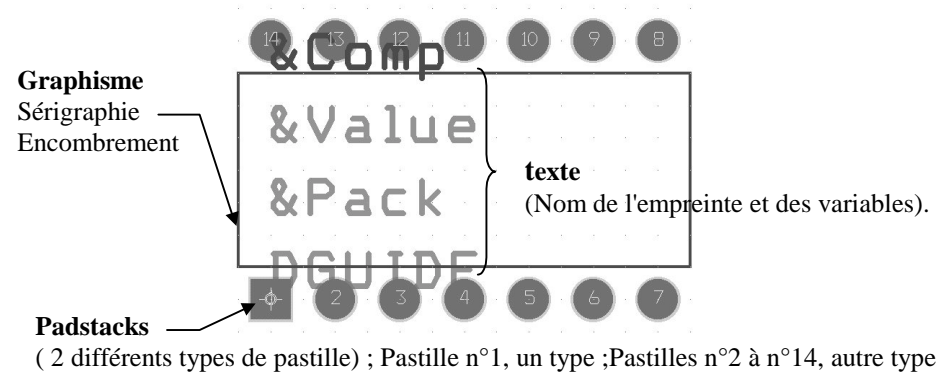 14 13 12 11 10 9 8
&Comp
Graphisme
Sérigraphie
Encombrement
&Value
&Pack
texte
(Nom de l'empreinte et des variables).
DGUIDE
2 3 4 5 6 7
Padstacks
( 2 différents types de pastille) ; Pastille n°1, un type ;Pastilles n°2 à n°14, autre type